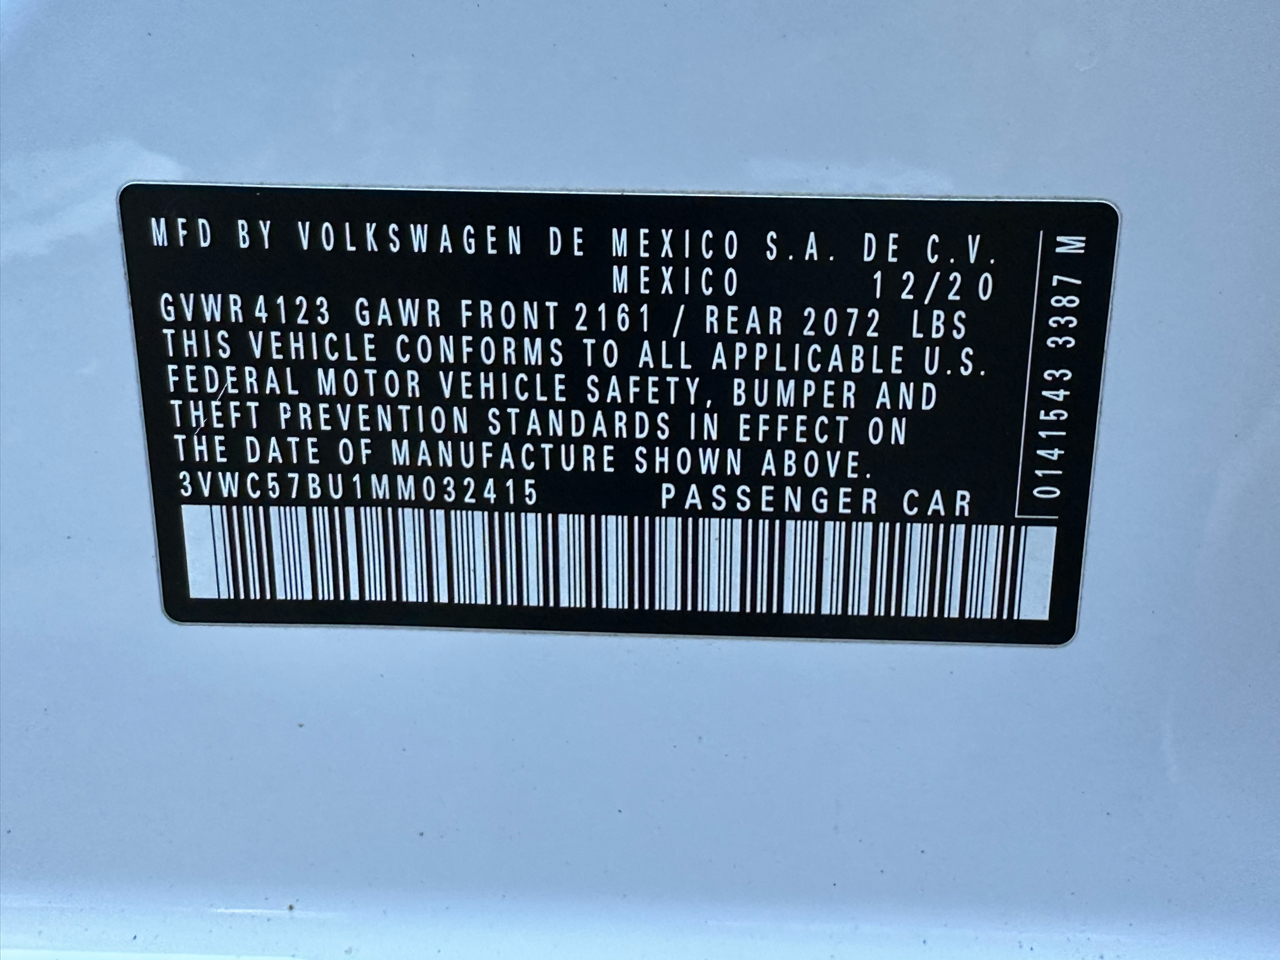 MFD BY VOLKSWAGEN DE MEXICO S.A. DE C.V.
MEXICO 12/20
GVWR 4123 GAWR FRONT 2161 / REAR 2072 LBS
THIS VEHICLE CONFORMS TO ALL APPLICABLE U.S.
FEDERAL MOTOR VEHICLE SAFETY, BUMPER AND
THEFT PREVENTION STANDARDS IN EFFECT ON
THE DATE OF MANUFACTURE SHOWN ABOVE.
3VWC57BU1MM032415 PASSENGER CAR
0141543 3387 M